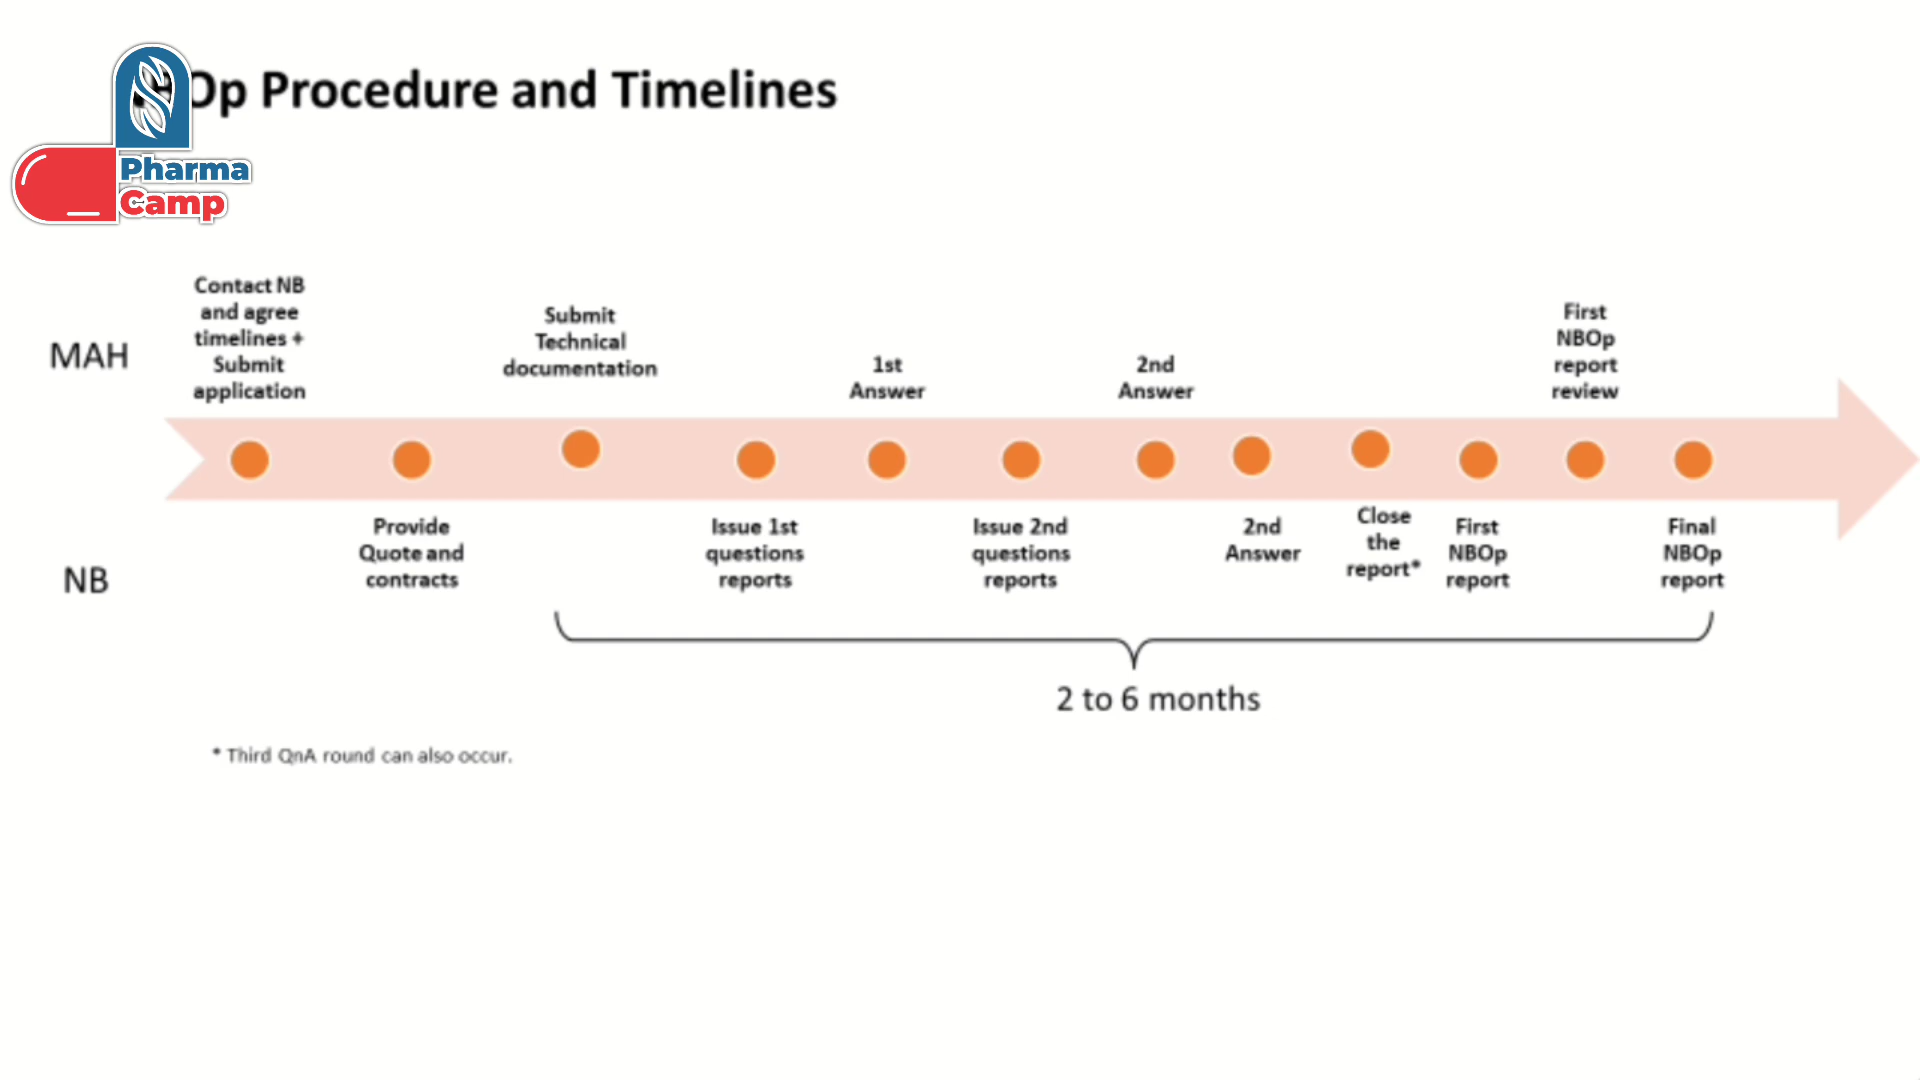 Op Procedure and Timelines
Pharma
Camp
MAH
Contact NB
and agree
timelines +
Submit
application
Submit
Technical
documentation
1st
Answer
2nd
Answer
First
NBOp
report
review
NB
Provide
Quote and
contracts
Issue 1st
questions
reports
Issue 2nd
questions
reports
2nd
Answer
Close
the
report*
First
NBOp
report
Final
NBOp
report
2 to 6 months
* Third QnA round can also occur.